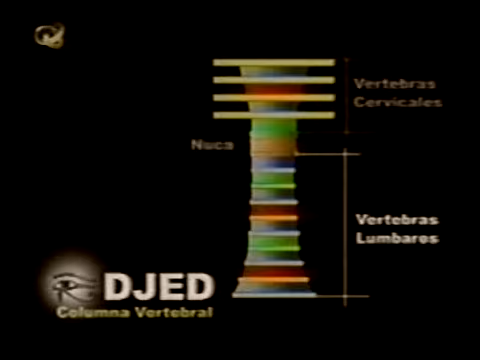 Vertebras
Cervicales
Nuca
Vertebras
Lumbares
DJED
Columna Vertebral